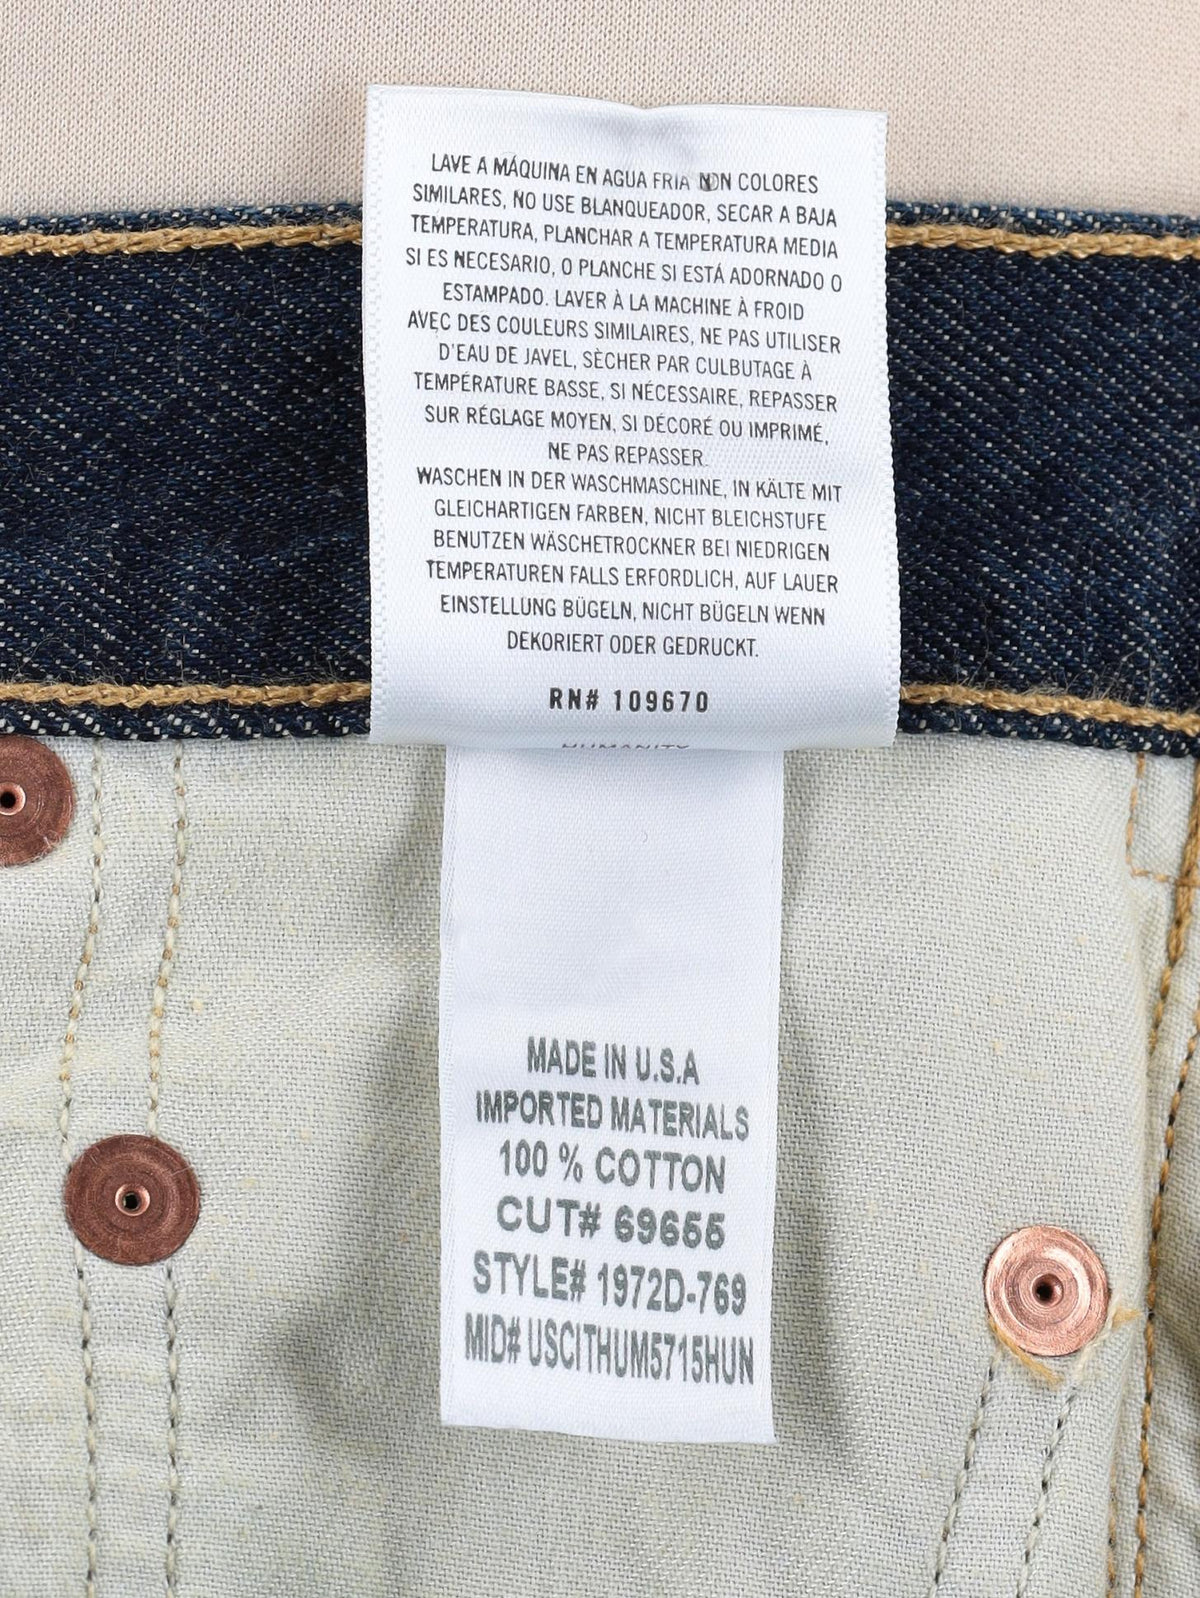 LAVE A MÁQUINA EN AGUA FRIA NON COLORES
SIMILARES, NO USE BLANQUEADOR, SECAR A BAJA
TEMPERATURA, PLANCHAR A TEMPERATURA MEDIA
SI ES NECESARIO, O PLANCHE SI ESTÁ ADORNADO O
ESTAMPADO. LAVER À LA MACHINE À FROID
AVEC DES COULEURS SIMILAIRES, NE PAS UTILISER
D'EAU DE JAVEL, SÈCHER PAR CULBUTAGE À
TEMPÉRATURE BASSE, SI NÉCESSAIRE, REPASSER
SUR RÉGLAGE MOYEN, SI DÉCORÉ OU IMPRIMÉ,
NE PAS REPASSER.
WASCHEN IN DER WASCHMASCHINE, IN KÄLTE MIT
GLEICHARTIGEN FARBEN, NICHT BLEICHSTUFE
BENUTZEN WÄSCHETROCKNER BEI NIEDRIGEN
TEMPERATUREN FALLS ERFORDLICH, AUF LAUER
EINSTELLUNG BÜGELN, NICHT BÜGELN WENN
DEKORIERT ODER GEDRUCKT.
RN# 109670
HUMANITY
MADE IN U.S.A
IMPORTED MATERIALS
100 % COTTON
CUT# 69655
STYLE# 1972D-769
MID# USCITHUM5715HUN